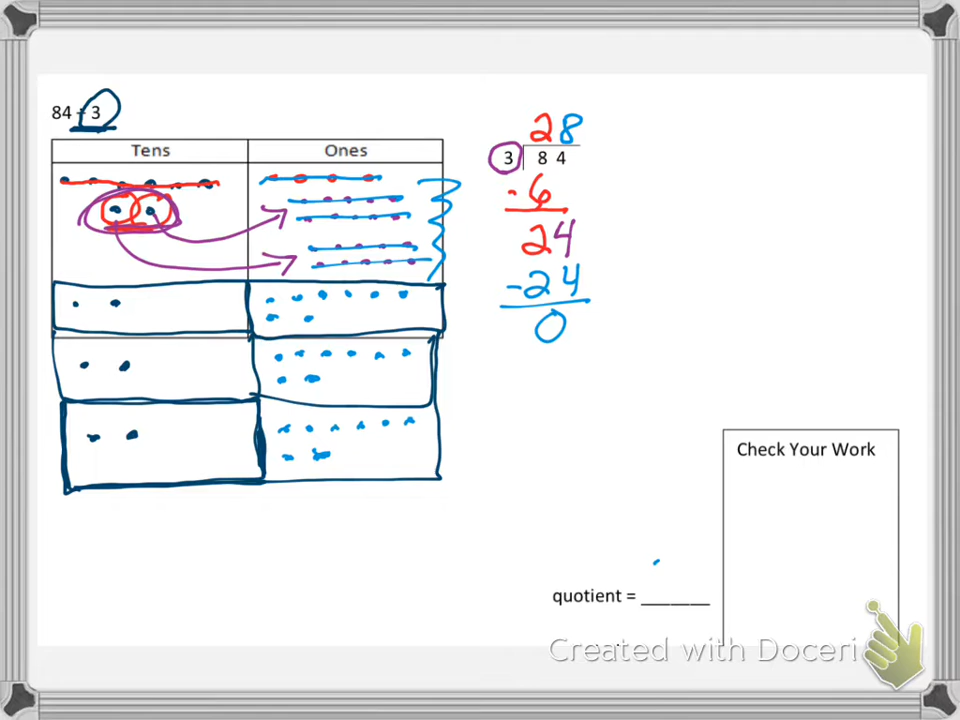 84 ÷ 3
Tens Ones
28
3 84
-6
24
-24
0
Check Your Work
quotient = _______
Created with Doceri